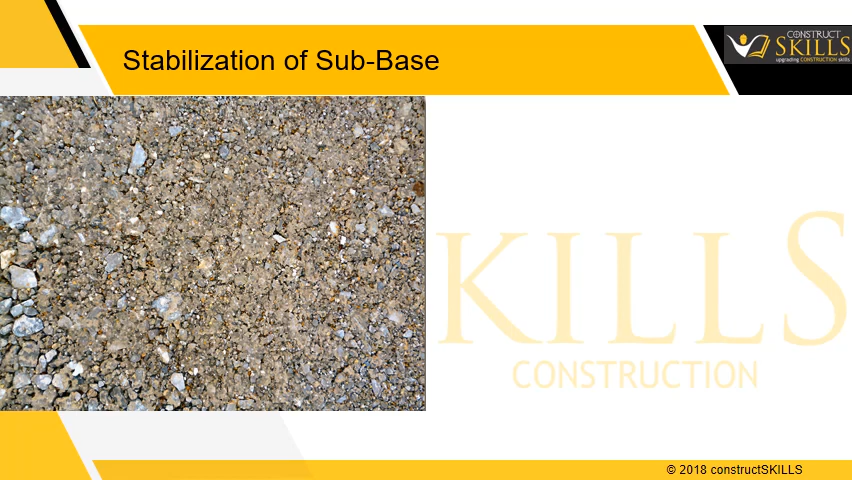 Stabilization of Sub-Base
CONSTRUCT
SKILLS
upgrading CONSTRUCTION skills
KILLS
CONSTRUCTION
© 2018 constructSKILLS